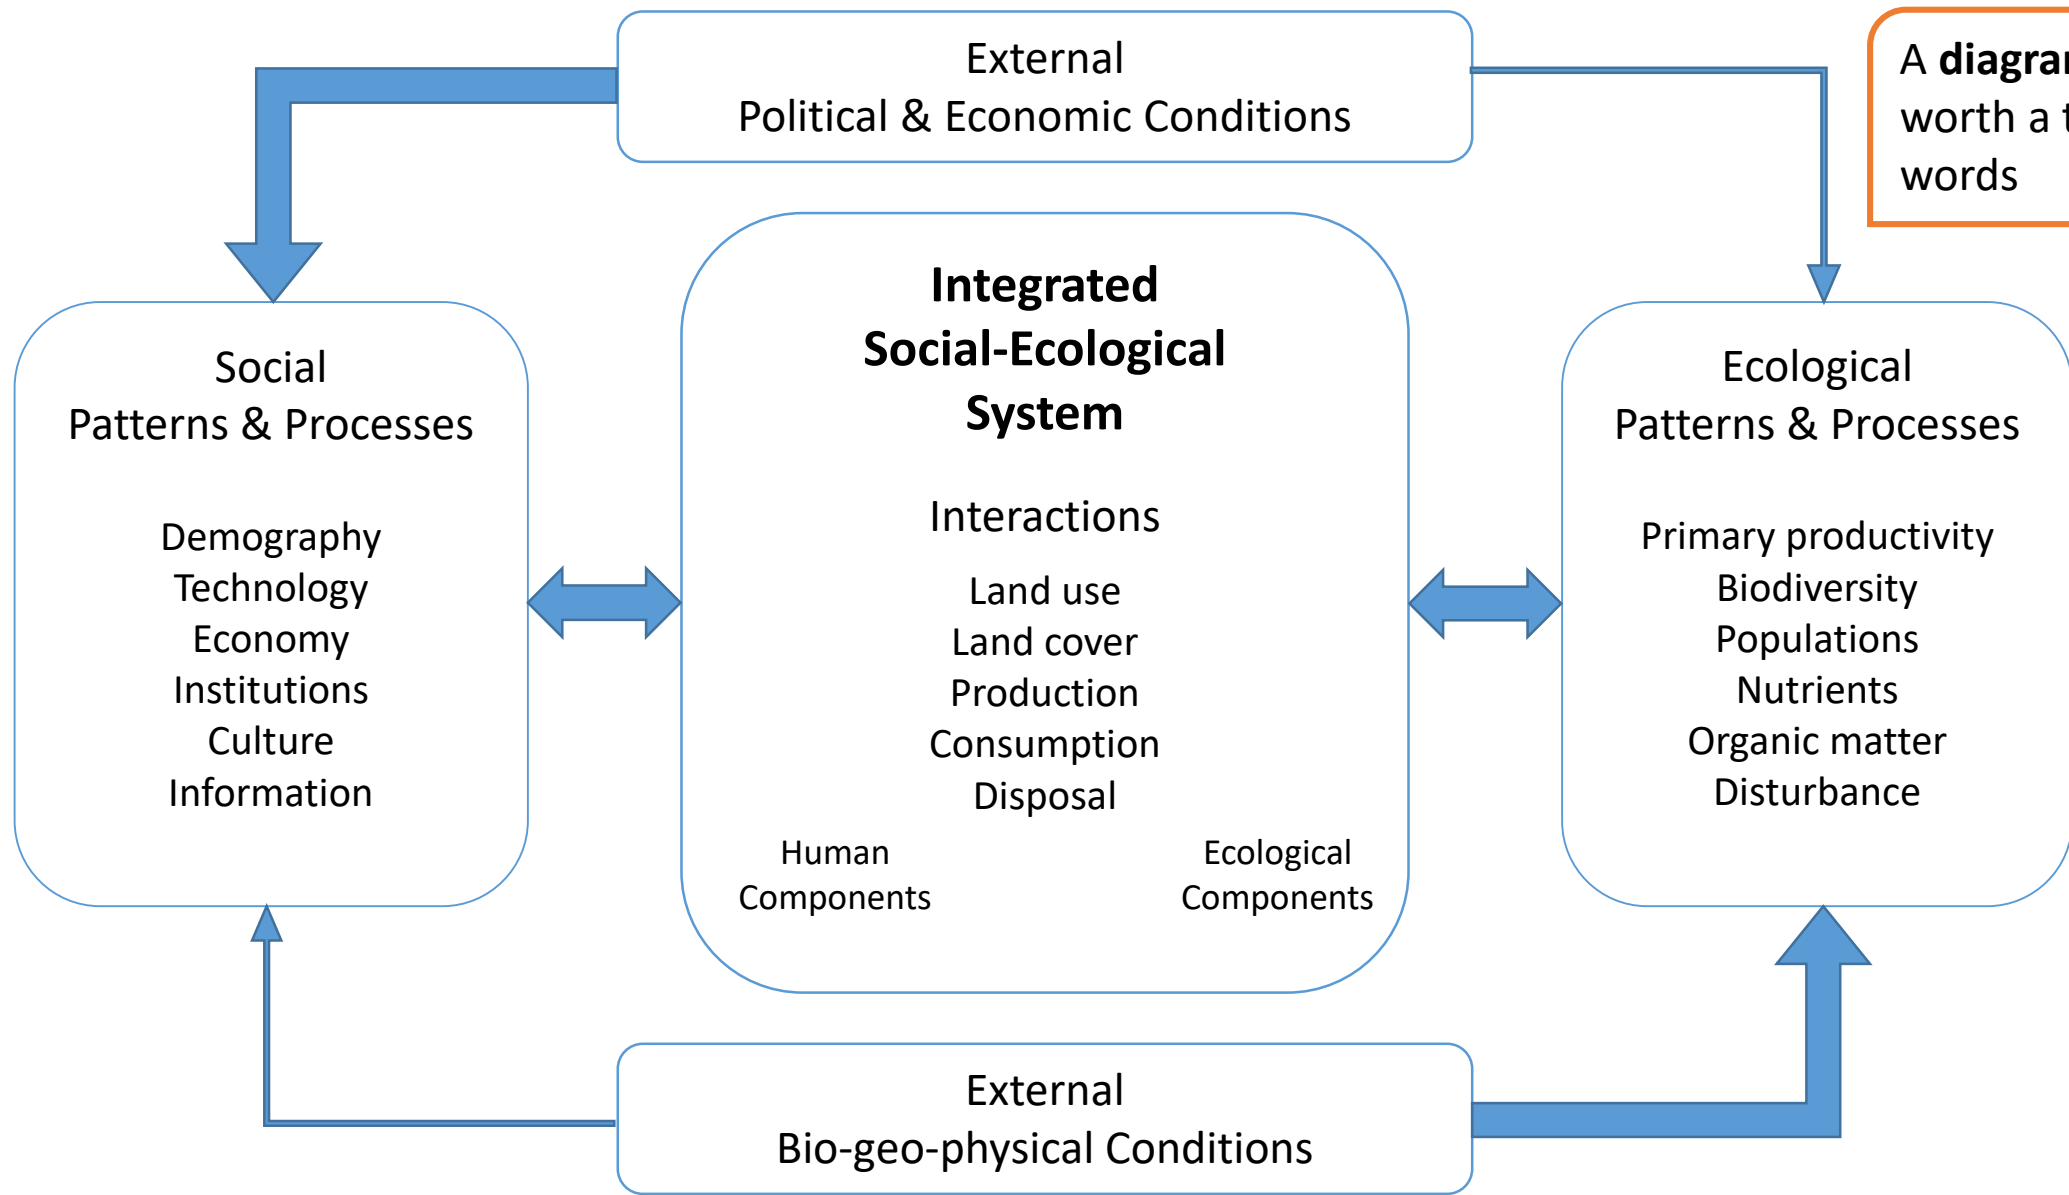 External
Political & Economic Conditions
A
worth a
words
Integrated
Social-Ecological
System
Interactions
Land use
Land cover
Production
Consumption
Disposal
Human
Components
Ecological
Components
Social
Patterns & Processes
Demography
Technology
Economy
Institutions
Culture
Information
Ecological
Patterns & Processes
Primary productivity
Biodiversity
Populations
Nutrients
Organic matter
Disturbance
External
Bio-geo-physical Conditions